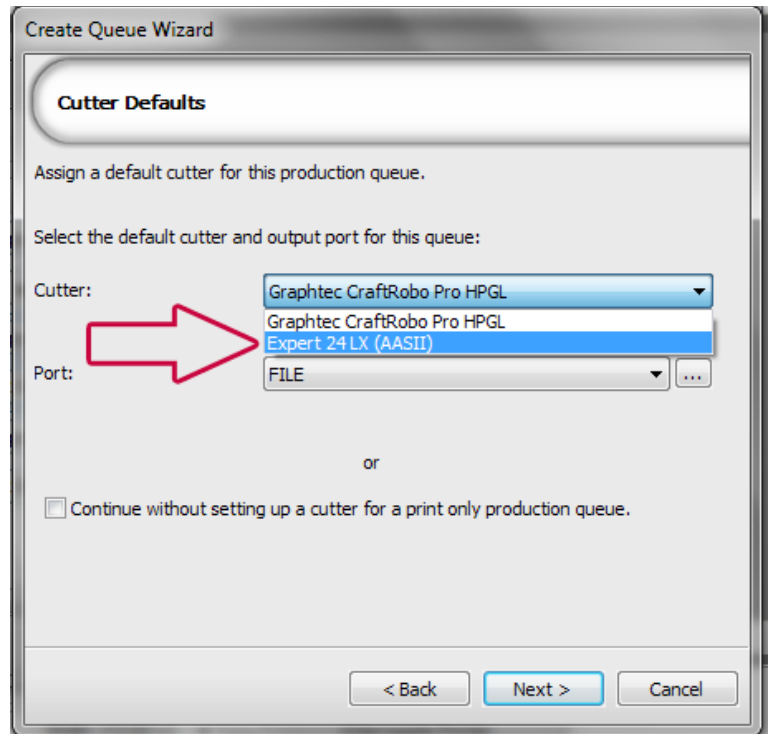 Create Queue Wizard
Cutter Defaults
Assign a default cutter for this production queue.
Select the default cutter and output port for this queue:
Cutter:
Graphtec CraftRobo Pro HPGL
Graphtec CraftRobo Pro HPGL
Expert 24 LX (AASII)
Port:
FILE
...
or
Continue without setting up a cutter for a print only production queue.
< Back
Next >
Cancel